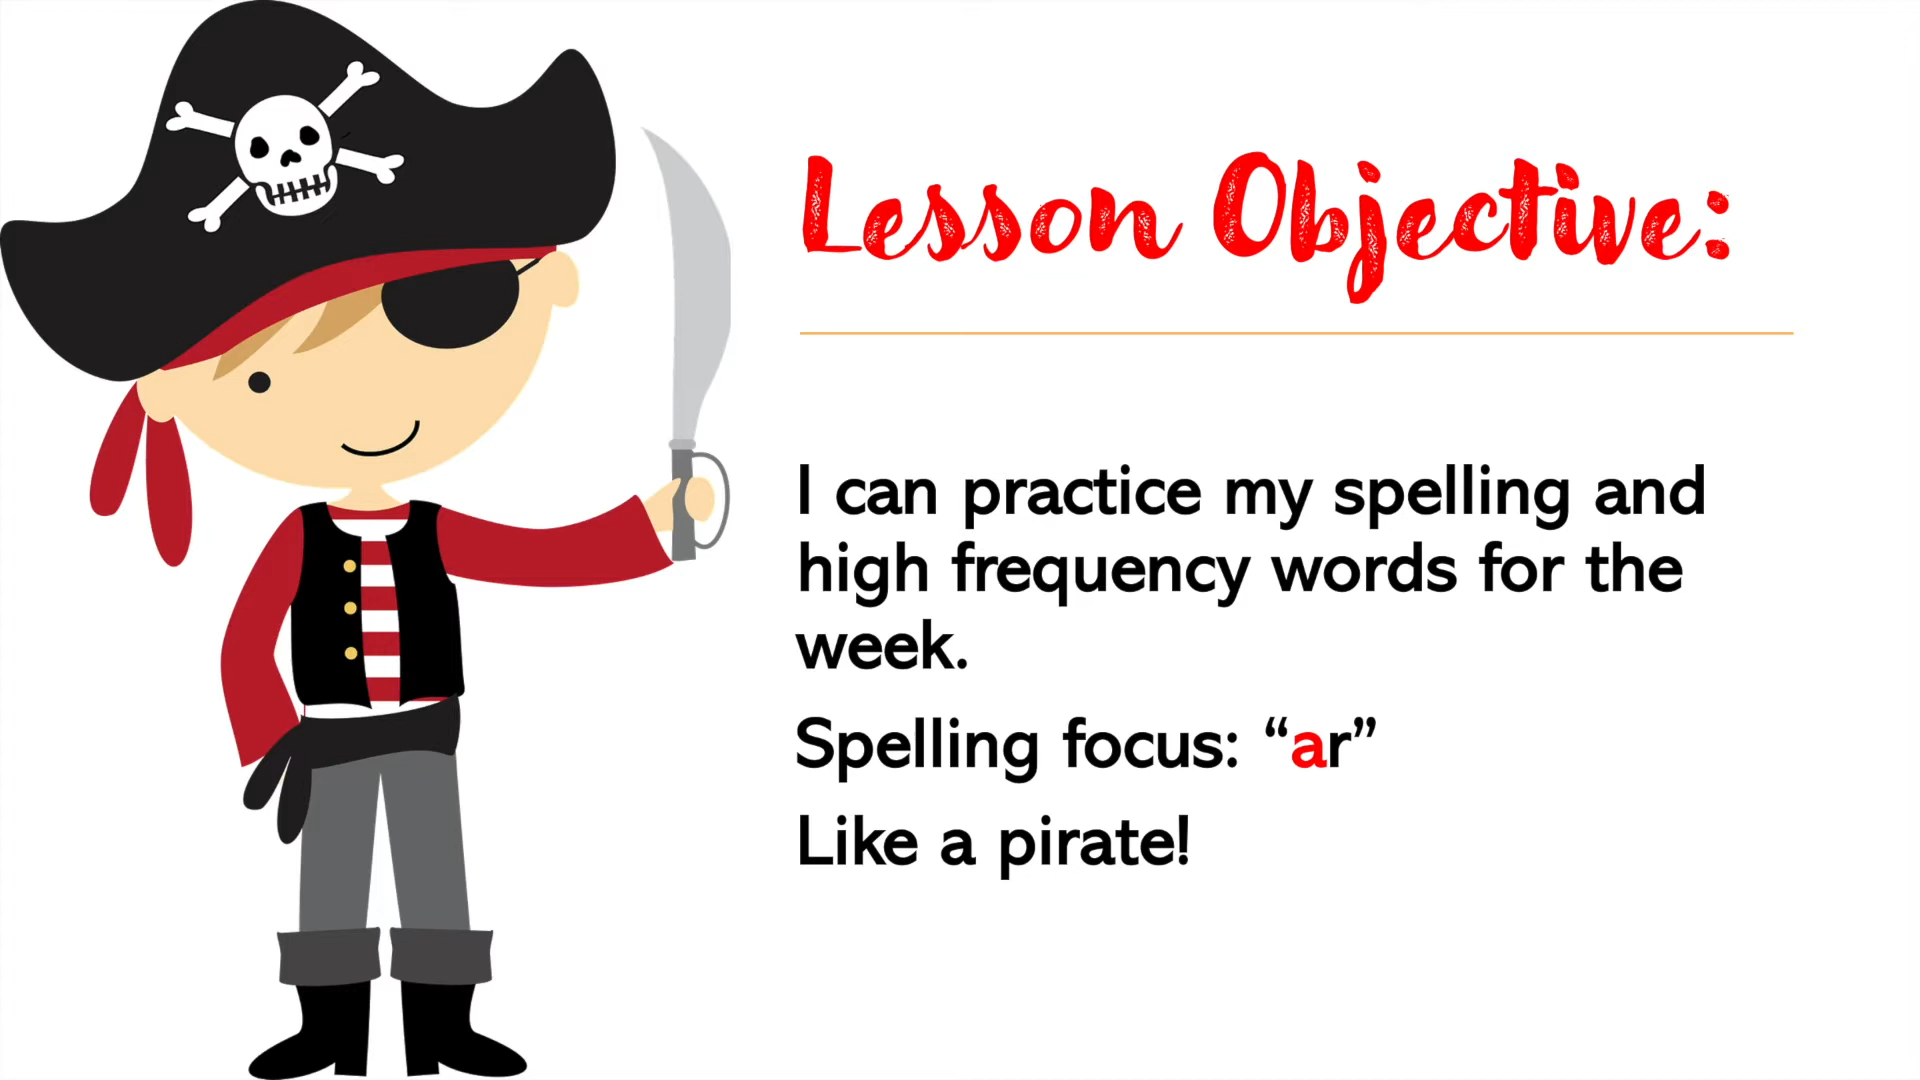 Lesson Objective:
I can practice my spelling and
high frequency words for the
week.
Spelling focus: “ar”
Like a pirate!